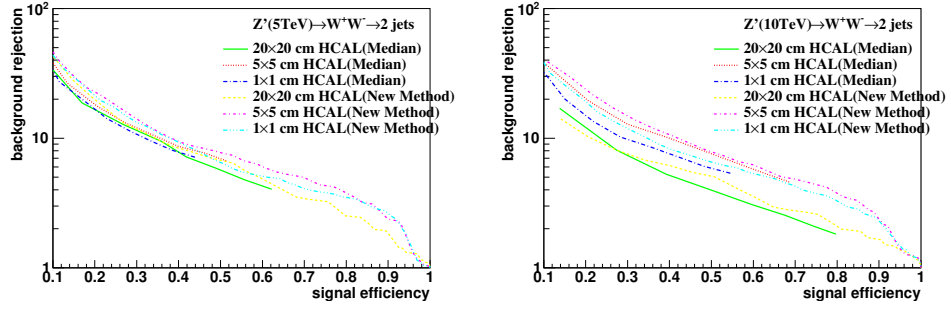 background rejection
10²
10
1
Z'(5TeV)→W⁺W⁻→2 jets
20×20 cm HCAL(Median)
5×5 cm HCAL(Median)
1×1 cm HCAL(Median)
20×20 cm HCAL(New Method)
5×5 cm HCAL(New Method)
1×1 cm HCAL(New Method)
0.1 0.2 0.3 0.4 0.5 0.6 0.7 0.8 0.9 1
signal efficiency
background rejection
10²
10
1
Z'(10TeV)→W⁺W⁻→2 jets
20×20 cm HCAL(Median)
5×5 cm HCAL(Median)
1×1 cm HCAL(Median)
20×20 cm HCAL(New Method)
5×5 cm HCAL(New Method)
1×1 cm HCAL(New Method)
0.1 0.2 0.3 0.4 0.5 0.6 0.7 0.8 0.9 1
signal efficiency